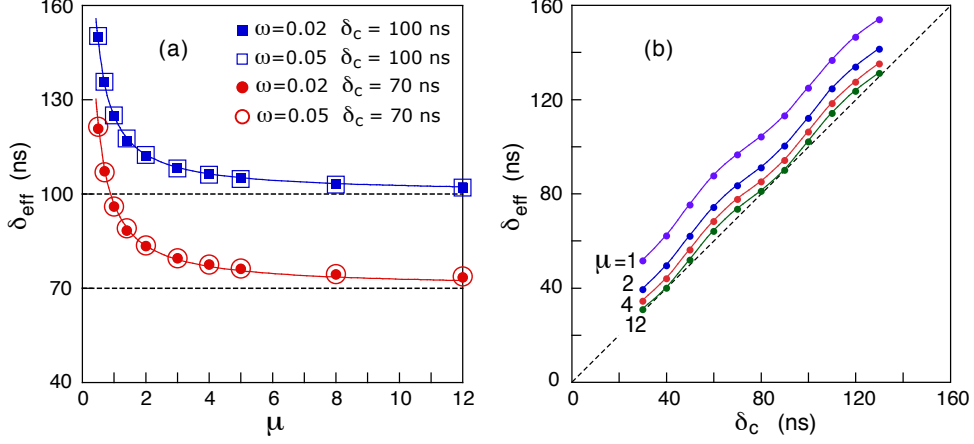 160
130
100
70
40
δeff (ns)
(a)
ω=0.02 δc = 100 ns
ω=0.05 δc = 100 ns
ω=0.02 δc = 70 ns
ω=0.05 δc = 70 ns
0 2 4 6 8 10 12
μ
160
120
80
40
0
δeff (ns)
(b)
μ=1
2
4
12
0 40 80 120 160
δc (ns)